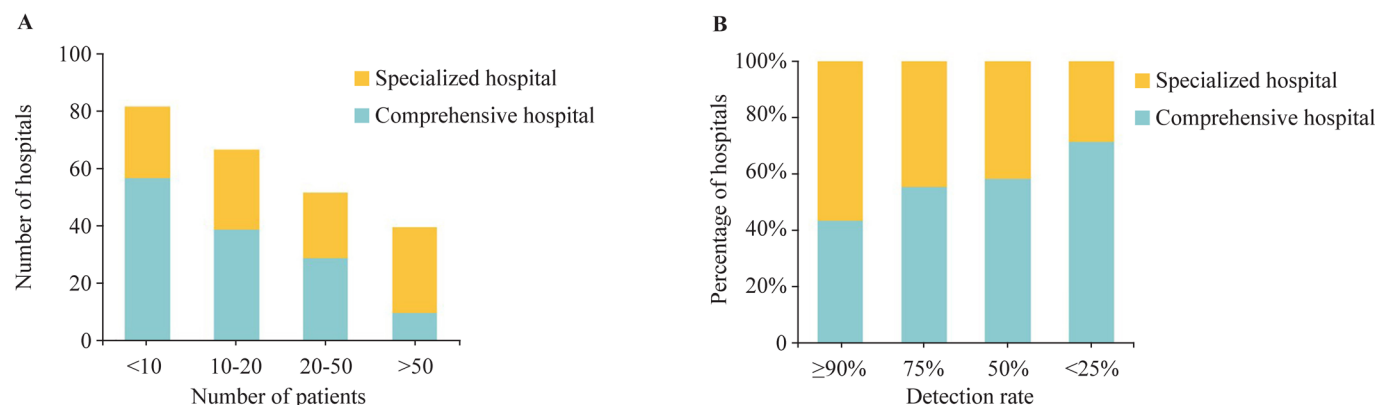 A
100
80
60
40
20
0
Number of hospitals
Specialized hospital
Comprehensive hospital
<10
10-20
20-50
>50
Number of patients
B
100%
80%
60%
40%
20%
0
Percentage of hospitals
Specialized hospital
Comprehensive hospital
≥90%
75%
50%
<25%
Detection rate